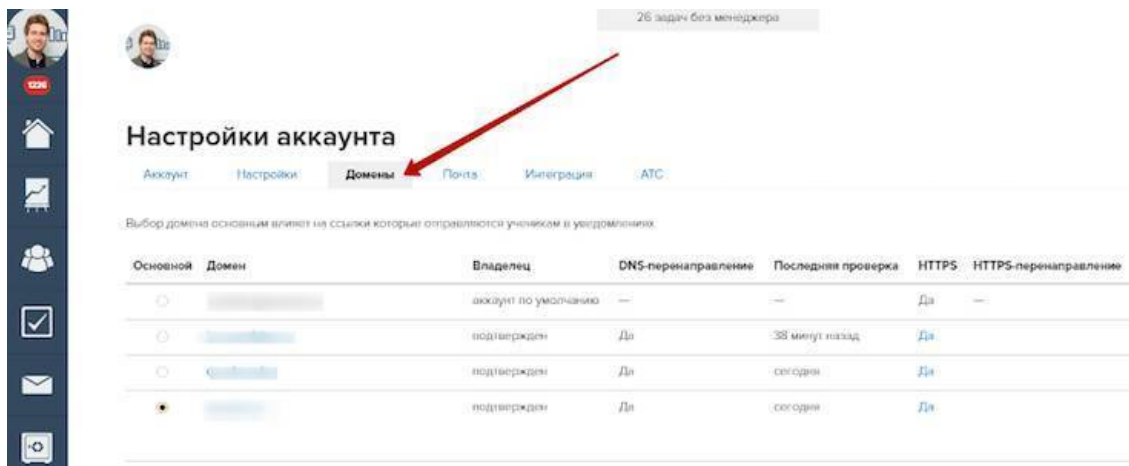 26 задач без менеджера
1226
Настройки аккаунта
Аккаунт Настройки Домены Почта Интеграция АТС
Выбор домена основным влияет на ссылки которые отправляются ученикам в уведомлениях
Основной Домен Владелец DNS-перенаправление Последняя проверка HTTPS HTTPS-перенаправление
аккаунт по умолчанию — — Да —
подтвержден Да 38 минут назад Да
подтвержден Да сегодня Да
подтвержден Да сегодня Да